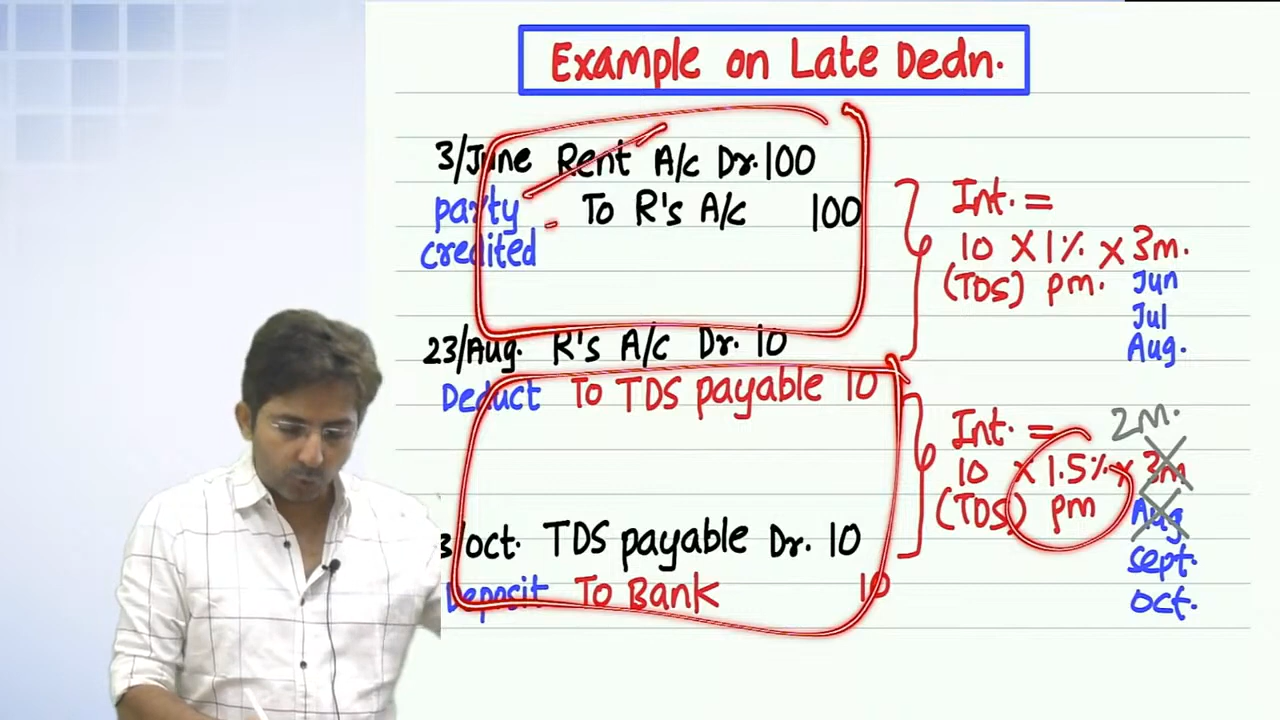 Example on Late Dedn.
3/June Rent A/c Dr. 100
party To R's A/c 100
credited
Int. =
10 X 1% X 3m.
(TDS) pm. Jun
Jul
Aug.
23/Aug. R's A/c Dr. 10
Deduct To TDS payable 10
Int. = 2m.
10 x 1.5% x 3m
(TDS) pm Aug
Sept.
Oct.
3/Oct. TDS payable Dr. 10
Deposit To Bank 10